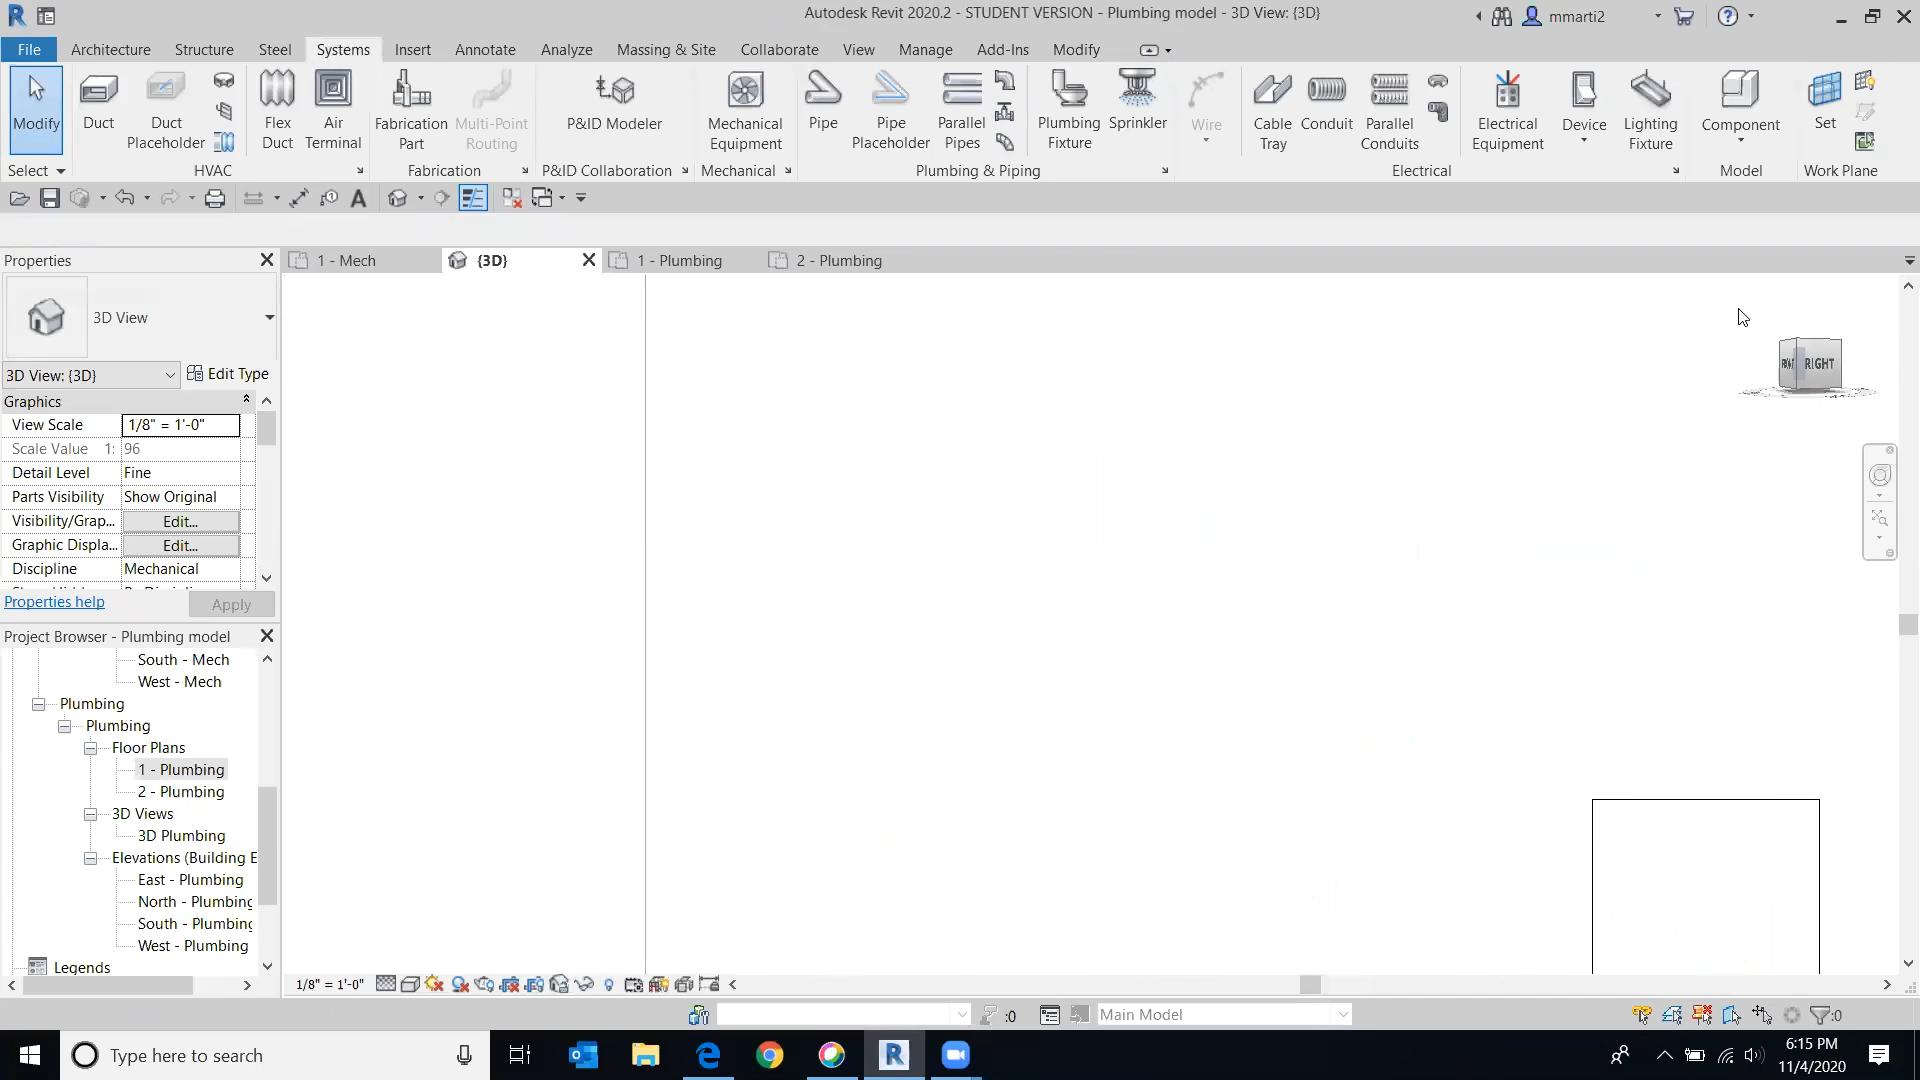 Autodesk Revit 2020.2 - STUDENT VERSION - Plumbing model - 3D View: {3D}
mmarti2
File Architecture Structure Steel Systems Insert Annotate Analyze Massing & Site Collaborate View Manage Add-Ins Modify
Modify
Duct
Duct Placeholder
Flex Duct
Air Terminal
Fabrication Part
Multi-Point Routing
P&ID Modeler
Mechanical Equipment
Pipe
Pipe Placeholder
Parallel Pipes
Plumbing Fixture
Sprinkler
Wire
Cable Tray
Conduit
Parallel Conduits
Electrical Equipment
Device
Lighting Fixture
Component
Set
Select HVAC Fabrication P&ID Collaboration Mechanical Plumbing & Piping Electrical Model Work Plane
Properties
1 - Mech {3D} 1 - Plumbing 2 - Plumbing
3D View
3D View: {3D} Edit Type
Graphics
View Scale 1/8" = 1'-0"
Scale Value 1: 96
Detail Level Fine
Parts Visibility Show Original
Visibility/Grap... Edit...
Graphic Displa... Edit...
Discipline Mechanical
Properties help Apply
RIGHT
Project Browser - Plumbing model
South - Mech
West - Mech
Plumbing
Plumbing
Floor Plans
1 - Plumbing
2 - Plumbing
3D Views
3D Plumbing
Elevations (Building E
East - Plumbing
North - Plumbing
South - Plumbing
West - Plumbing
Legends
1/8" = 1'-0"
:0 Main Model :0
Type here to search
6:15 PM
11/4/2020